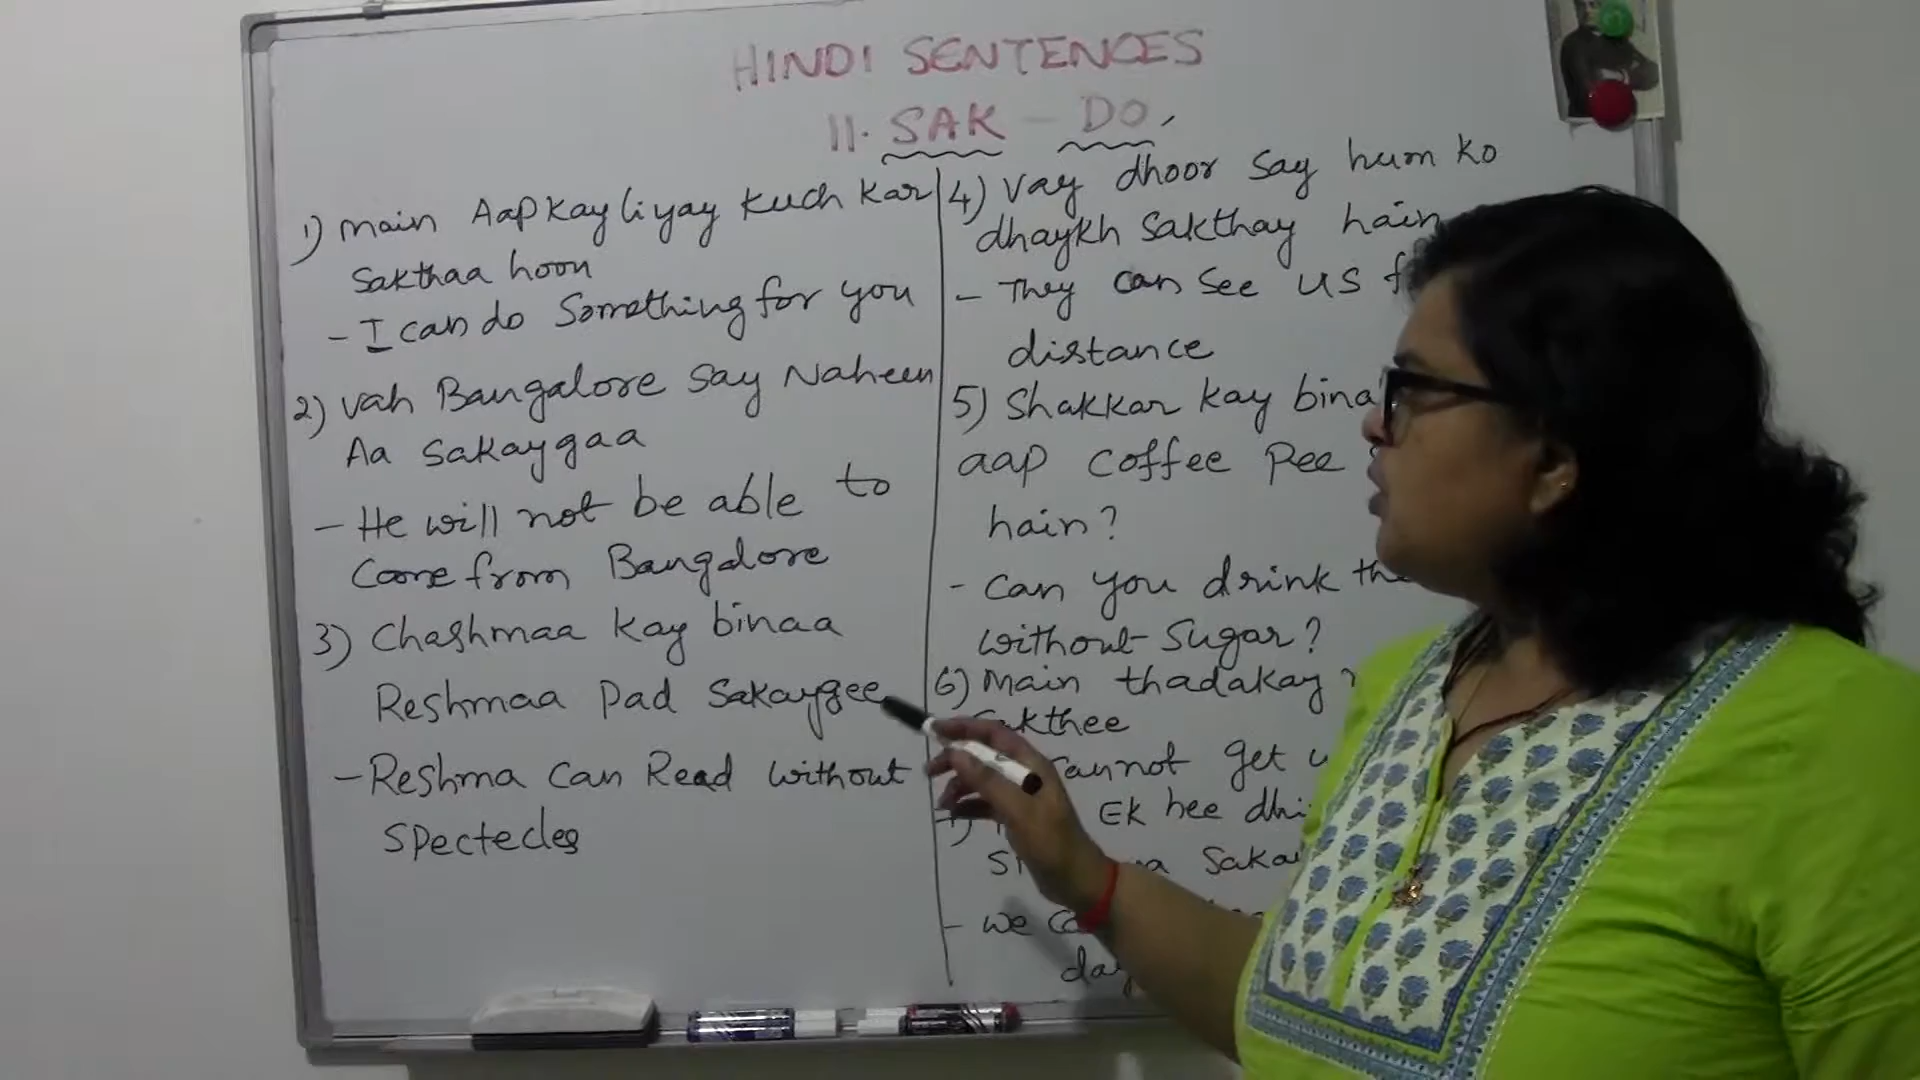 HINDI SENTENCES
11. SAK - DO,
1) main Aap kay liyay kuch kar
sakthaa hoon
- I can do Something for you
2) vah Bangalore say Naheen
Aa sakaygaa
- He will not be able to
come from Bangalore
3) Chashmaa kay binaa
Reshmaa pad sakaygee
- Reshma can Read without
spectecles
4) vay dhoor say hum ko
dhaykh sakthay hain
- They can see us
distance
5) shakkar kay bina
aap coffee pee
hain?
- can you drink
without sugar?
6) main thadakay
sakthee
cannot get
Ek hee
- we